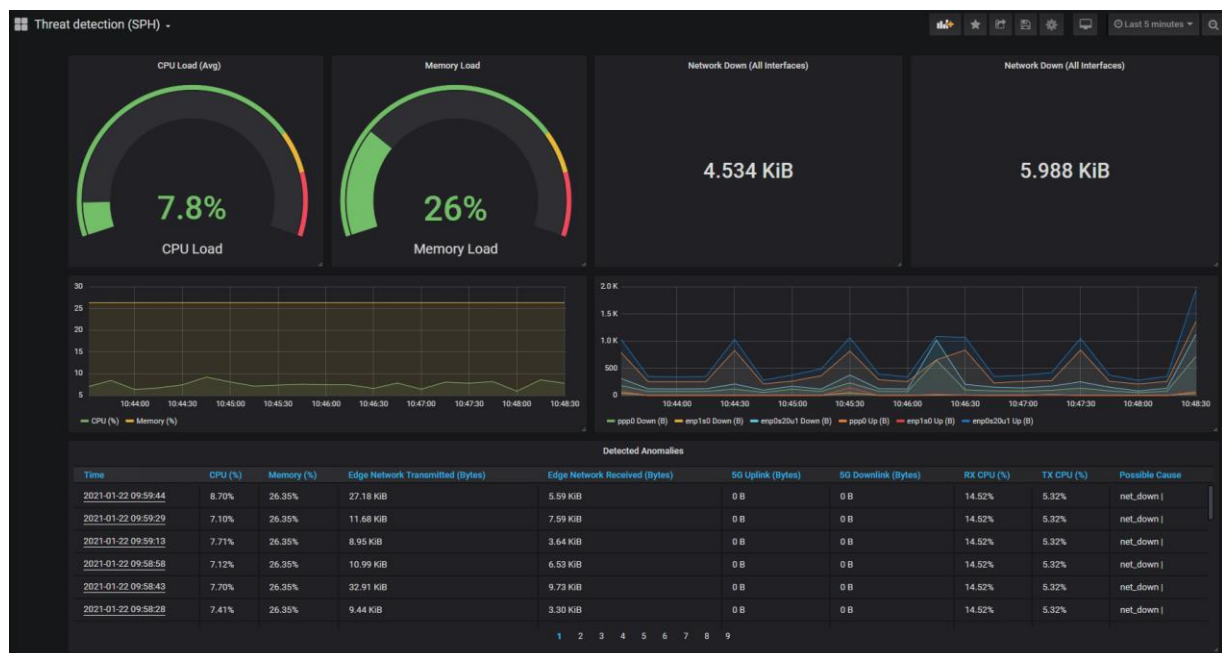 Threat detection (SPH)
Last 5 minutes
CPU Load (Avg)
7.8%
CPU Load
Memory Load
26%
Memory Load
Network Down (All Interfaces)
4.534 KiB
Network Down (All Interfaces)
5.988 KiB
30
25
20
15
10
5
10:44:00 10:44:30 10:45:00 10:45:30 10:46:00 10:46:30 10:47:00 10:47:30 10:48:00 10:48:30
CPU (%) Memory (%)
2.0 K
1.5 K
1.0 K
500
0
10:44:00 10:44:30 10:45:00 10:45:30 10:46:00 10:46:30 10:47:00 10:47:30 10:48:00 10:48:30
ppp0 Down (B) enp1s0 Down (B) enp0s20u1 Down (B) ppp0 Up (B) enp1s0 Up (B) enp0s20u1 Up (B)
Detected Anomalies
Time CPU (%) Memory (%) Edge Network Transmitted (Bytes) Edge Network Received (Bytes) 5G Uplink (Bytes) 5G Downlink (Bytes) RX CPU (%) TX CPU (%) Possible Cause
2021-01-22 09:59:44 8.70% 26.35% 27.18 KiB 5.59 KiB 0 B 0 B 14.52% 5.32% net_down |
2021-01-22 09:59:29 7.10% 26.35% 11.68 KiB 7.59 KiB 0 B 0 B 14.52% 5.32% net_down |
2021-01-22 09:59:13 7.71% 26.35% 8.95 KiB 3.64 KiB 0 B 0 B 14.52% 5.32% net_down |
2021-01-22 09:58:58 7.12% 26.35% 10.99 KiB 6.53 KiB 0 B 0 B 14.52% 5.32% net_down |
2021-01-22 09:58:43 7.70% 26.35% 32.91 KiB 9.73 KiB 0 B 0 B 14.52% 5.32% net_down |
2021-01-22 09:58:28 7.41% 26.35% 9.44 KiB 3.30 KiB 0 B 0 B 14.52% 5.32% net_down |
1 2 3 4 5 6 7 8 9